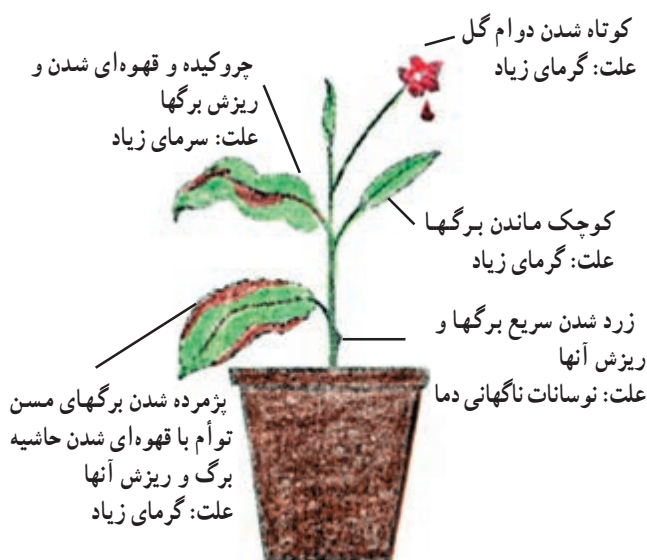 کوتاه شدن دوام گل
علت: گرمای زیاد
چروکیده و قهوه‌ای شدن و
ریزش برگها
علت: سرمای زیاد
کوچک ماندن برگها
علت: گرمای زیاد
زرد شدن سریع برگها و
ریزش آنها
علت: نوسانات ناگهانی دما
پژمرده شدن برگهای مسن
توأم با قهوه‌ای شدن حاشیه
برگ و ریزش آنها
علت: گرمای زیاد